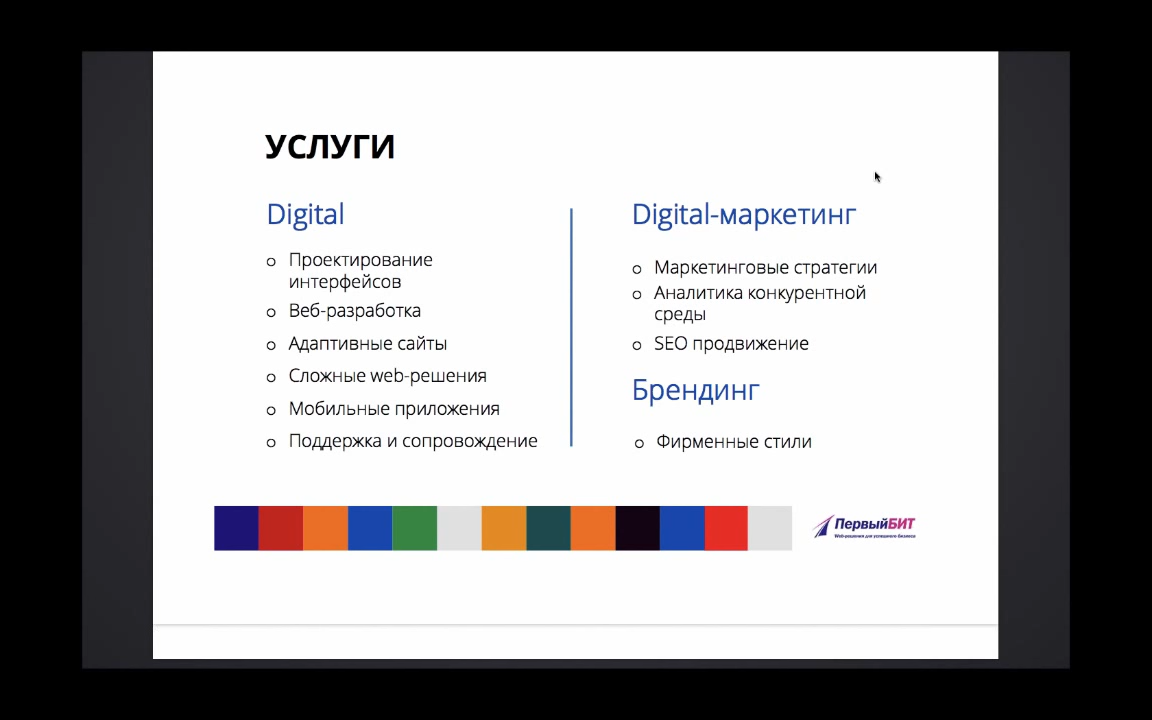 УСЛУГИ
Digital
Проектирование
интерфейсов
Веб-разработка
Адаптивные сайты
Сложные web-решения
Мобильные приложения
Поддержка и сопровождение
Digital-маркетинг
Маркетинговые стратегии
Аналитика конкурентной
среды
SEO продвижение
Брендинг
Фирменные стили
ПервыйБИТ
Web-решения для успешного бизнеса